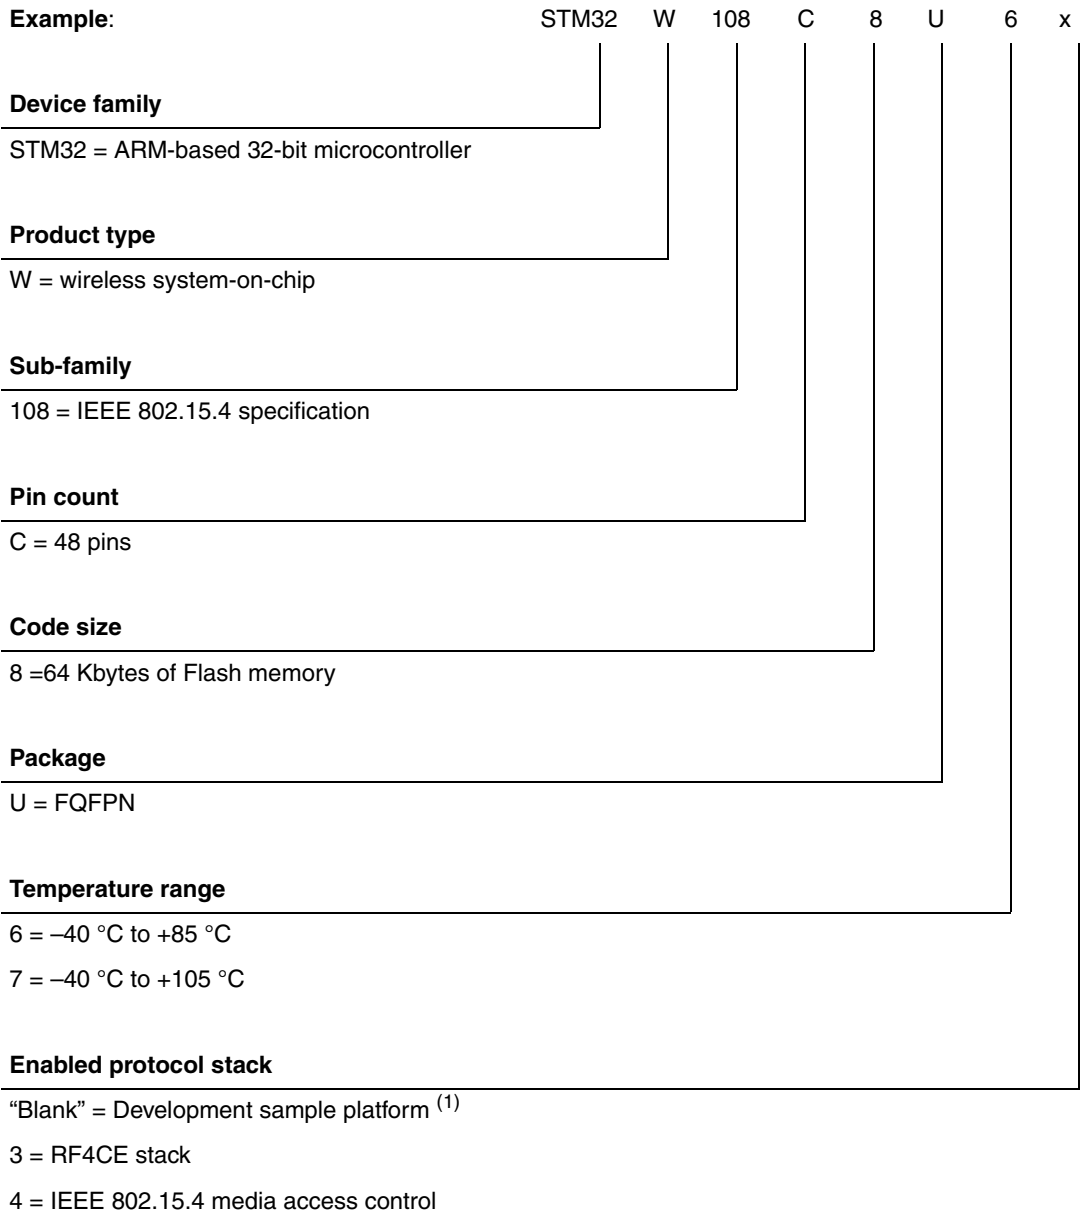 Example: STM32 W 108 C 8 U 6 x
Device family
STM32 = ARM-based 32-bit microcontroller
Product type
W = wireless system-on-chip
Sub-family
108 = IEEE 802.15.4 specification
Pin count
C = 48 pins
Code size
8 =64 Kbytes of Flash memory
Package
U = FQFPN
Temperature range
6 = –40 °C to +85 °C
7 = –40 °C to +105 °C
Enabled protocol stack
“Blank” = Development sample platform (1)
3 = RF4CE stack
4 = IEEE 802.15.4 media access control